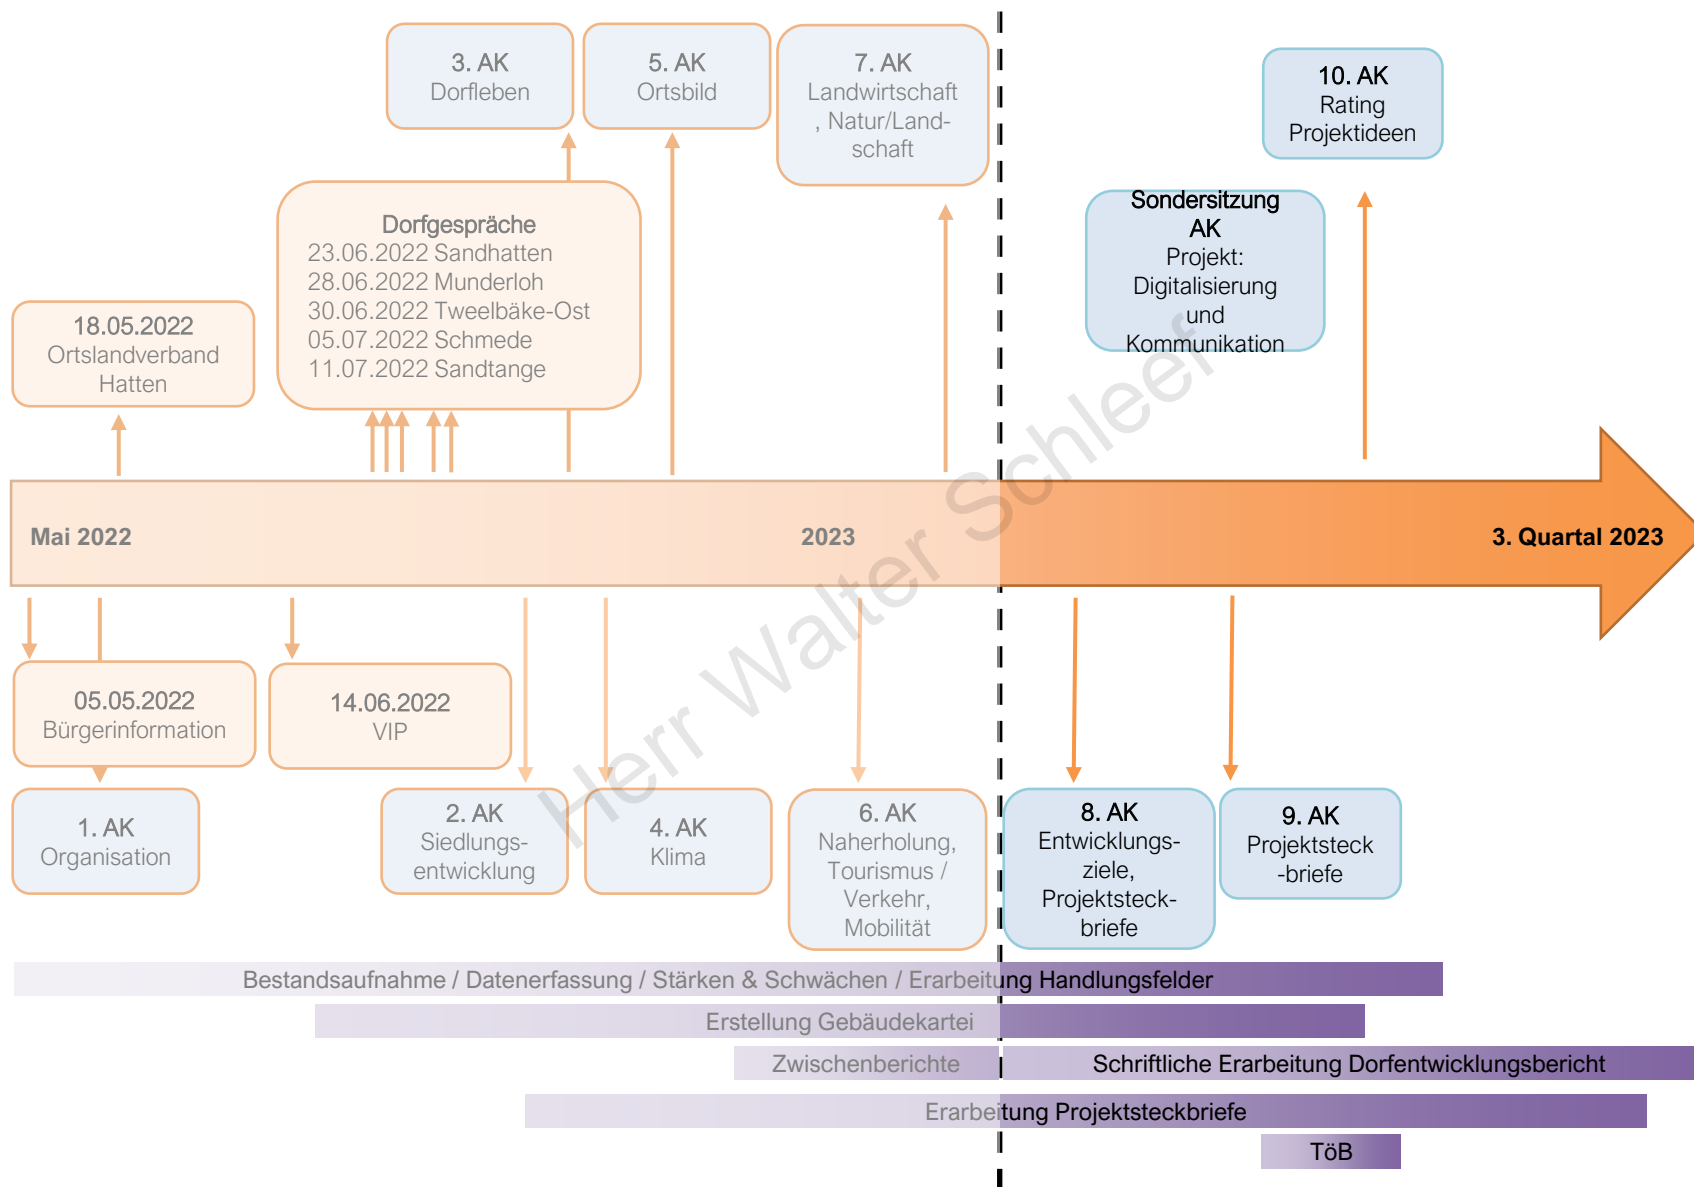 3. AK
Dorfleben
5. AK
Ortsbild
7. AK
Landwirtschaft
, Natur/Land-
schaft
10. AK
Rating
Projektideen
Dorfgespräche
23.06.2022 Sandhatten
28.06.2022 Munderloh
30.06.2022 Tweelbäke-Ost
05.07.2022 Schmede
11.07.2022 Sandtange
Sondersitzung
AK
Projekt:
Digitalisierung
und
Kommunikation
18.05.2022
Ortslandverband
Hatten
Mai 2022
2023
3. Quartal 2023
05.05.2022
Bürgerinformation
14.06.2022
VIP
1. AK
Organisation
2. AK
Siedlungs-
entwicklung
4. AK
Klima
6. AK
Naherholung,
Tourismus /
Verkehr,
Mobilität
8. AK
Entwicklungs-
ziele,
Projektsteck-
briefe
9. AK
Projektsteck
-briefe
Bestandsaufnahme / Datenerfassung / Stärken & Schwächen / Erarbeitung Handlungsfelder
Erstellung Gebäudekartei
Zwischenberichte
Schriftliche Erarbeitung Dorfentwicklungsbericht
Erarbeitung Projektsteckbriefe
TöB
Herr Walter Schleef